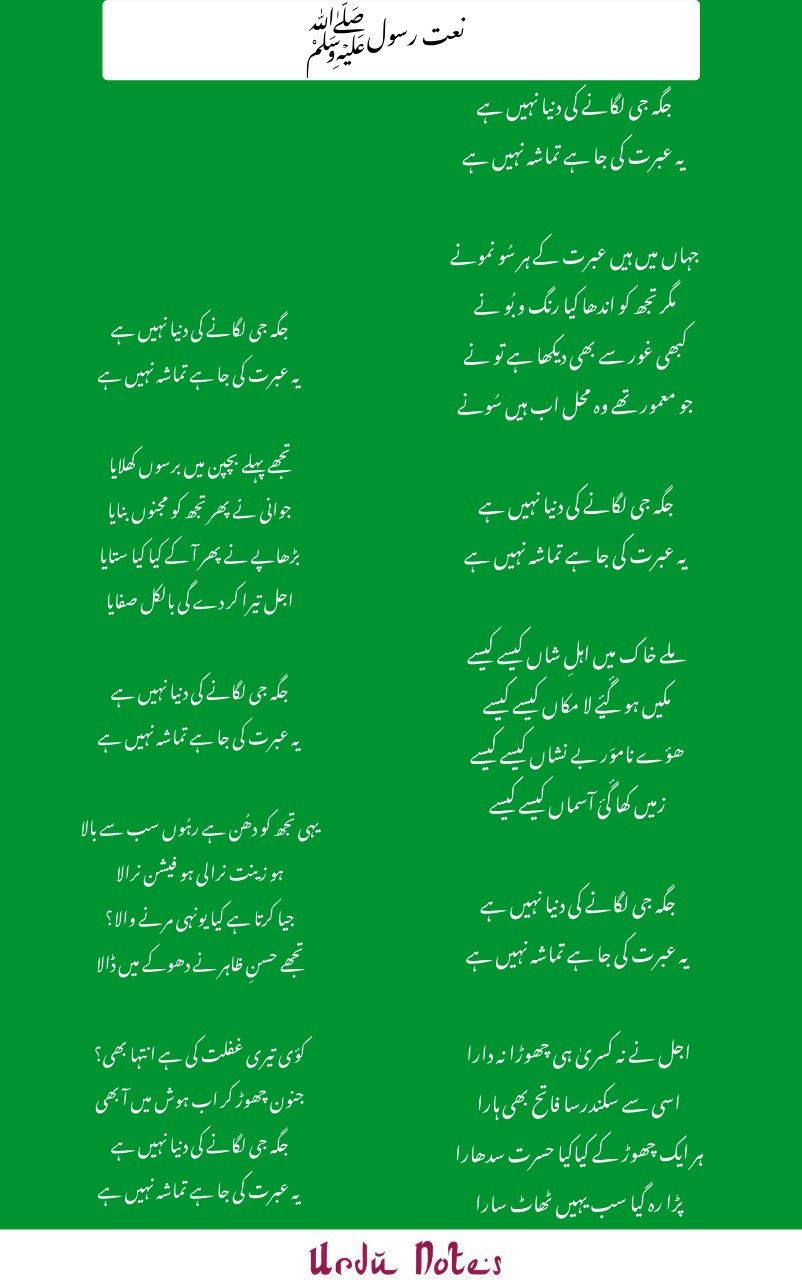 نعت رسول ﷺ
جگہ جی لگانے کی دنیا نہیں ہے
یہ عبرت کی جا ہے تماشہ نہیں ہے
جہاں میں ہیں عبرت کے ہر سُو نمونے
مگر تجھ کو اندھا کیا رنگ و بُو نے
کبھی غور سے بھی دیکھا ہے تو نے
جو معمور تھے وہ محل اب ہیں سُونے
جگہ جی لگانے کی دنیا نہیں ہے
یہ عبرت کی جا ہے تماشہ نہیں ہے
ملے خاک میں اہلِ شاں کیسے کیسے
مکیں ہو گئیے لا مکاں کیسے کیسے
ھوٴے ناموَر بے نشاں کیسے کیسے
زمیں کھا گئی آسماں کیسے کیسے
جگہ جی لگانے کی دنیا نہیں ہے
یہ عبرت کی جا ہے تماشہ نہیں ہے
اجل نے نہ کسریٰ ہی چھوڑا نہ دارا
اسی سے سکندرسا فاتح بھی ہارا
ہر ایک چھوڑ کے کیاکیا حسرت سدھارا
پڑا رہ گیا سب یہیں ٹھاٹ سارا
جگہ جی لگانے کی دنیا نہیں ہے
یہ عبرت کی جا ہے تماشہ نہیں ہے
تجھے پہلے بچپن میں برسوں کھلایا
جوانی نے پھر تجھ کو مجنوں بنایا
بڑھاپے نے پھر آ کے کیا کیا ستایا
اجل تیرا کر دے گی بالکل صفایا
جگہ جی لگانے کی دنیا نہیں ہے
یہ عبرت کی جا ہے تماشہ نہیں ہے
یہی تجھ کو دھُن ہے رہُوں سب سے بالا
ہو زینت نرالی ہو فیشن نرالا
جیا کرتا ہے کیا یونہی مرنے والا؟
تجھے حسنِ ظاہر نے دھوکے میں ڈالا
کوٴی تیری غفلت کی ہے انتہا بھی؟
جنون چھوڑ کر اب ہوش میں آ بھی
جگہ جی لگانے کی دنیا نہیں ہے
یہ عبرت کی جا ہے تماشہ نہیں ہے
Urdu Notes